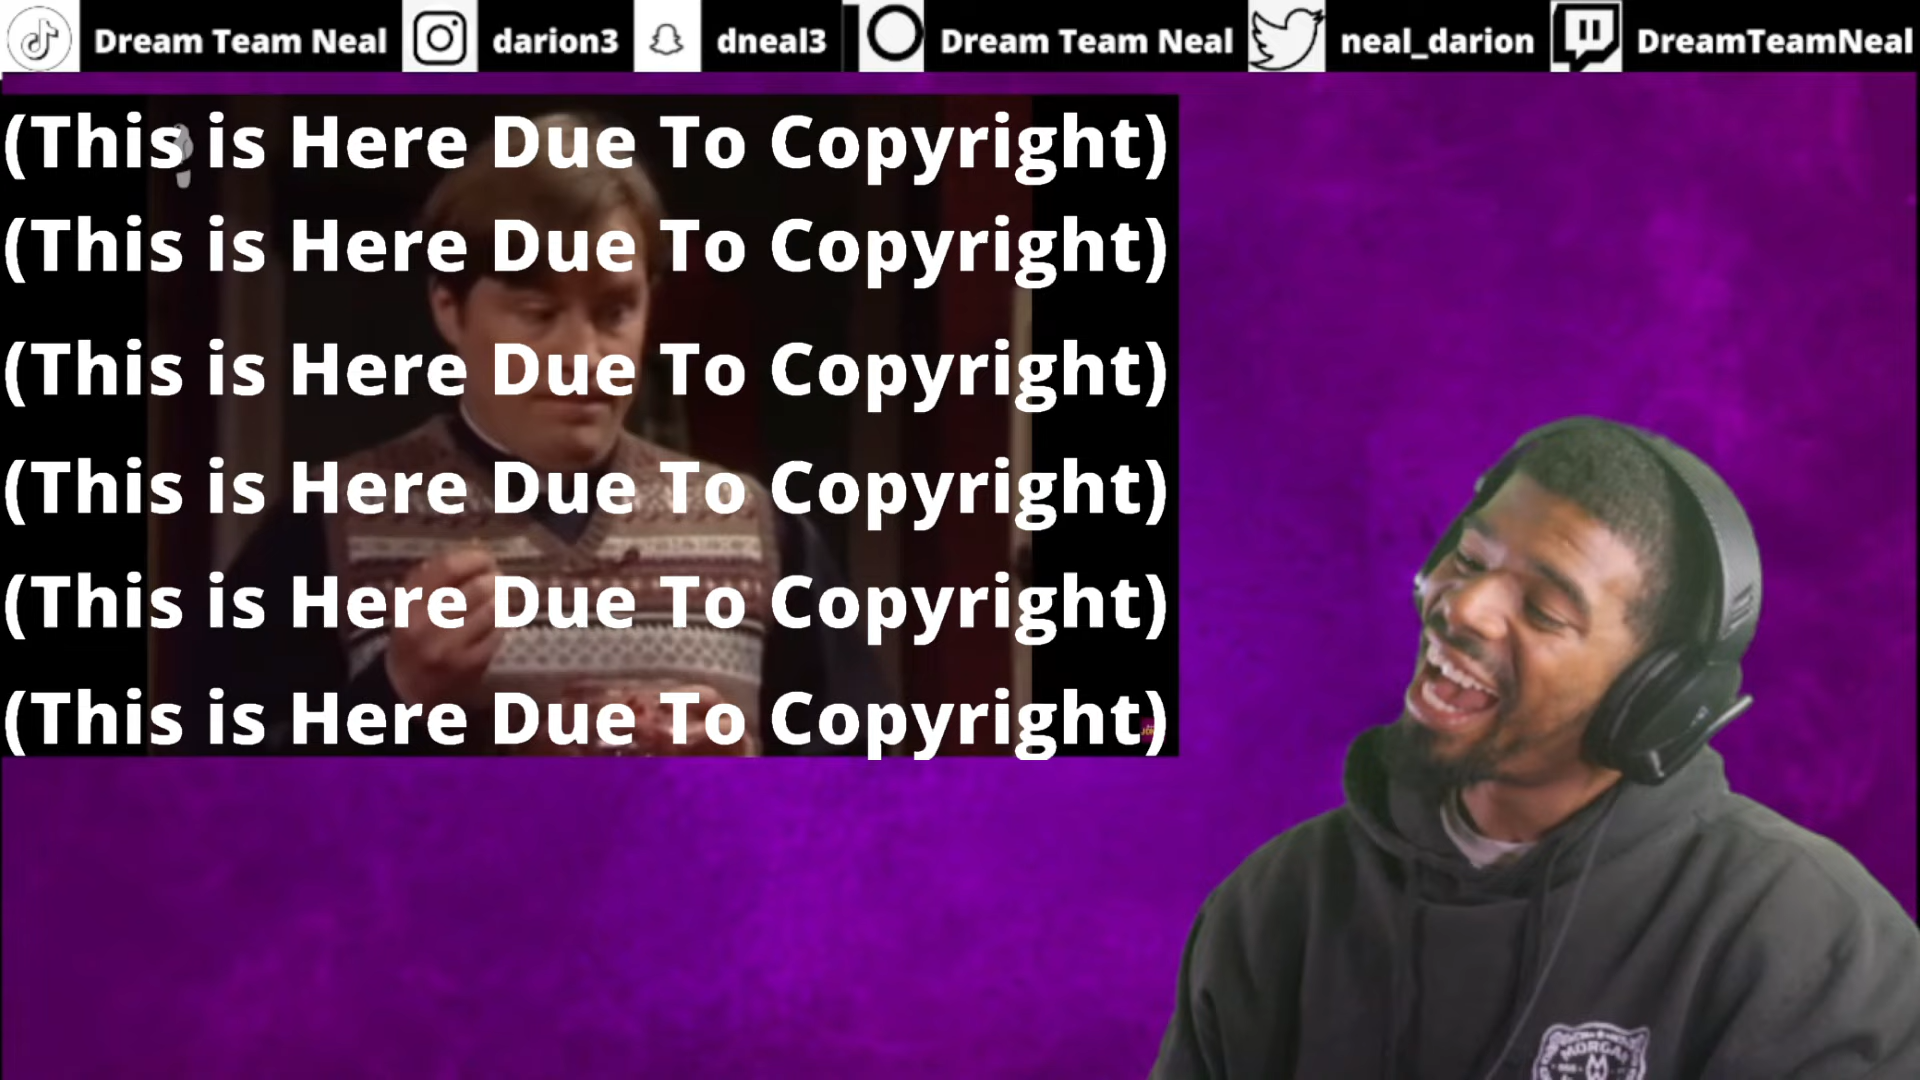 Dream Team Neal darion3 dneal3 Dream Team Neal neal_darion DreamTeamNeal
(This is Here Due To Copyright)
(This is Here Due To Copyright)
(This is Here Due To Copyright)
(This is Here Due To Copyright)
(This is Here Due To Copyright)
(This is Here Due To Copyright)
MORGAN